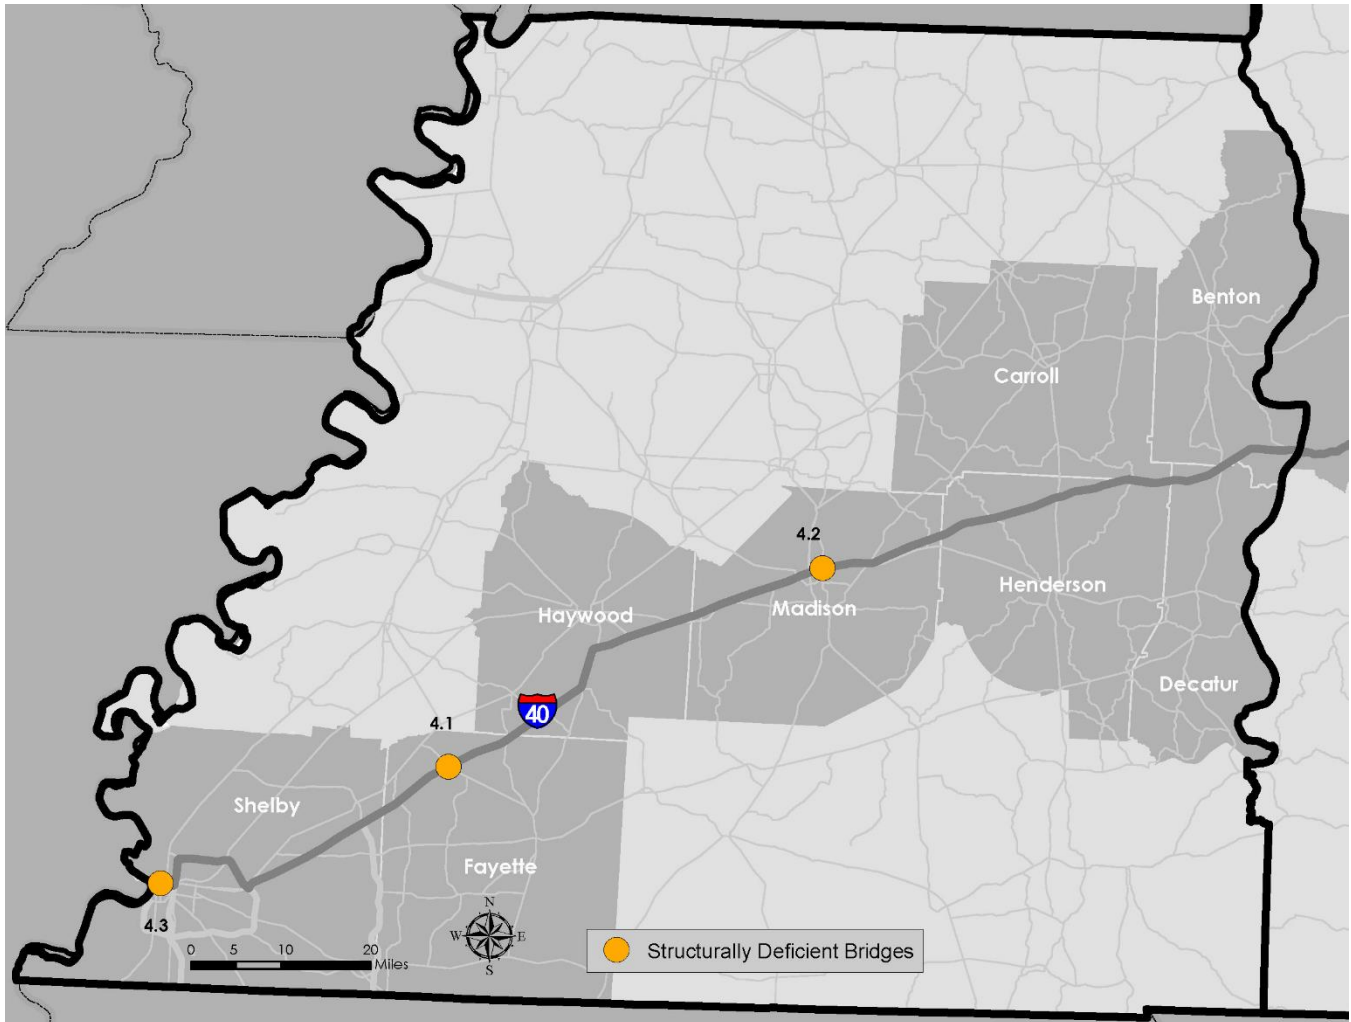 Benton
Carroll
4.2
Henderson
Haywood
Madison
Decatur
40
4.1
Shelby
Fayette
4.3
N
W E
S
0 5 10 20
Miles
Structurally Deficient Bridges